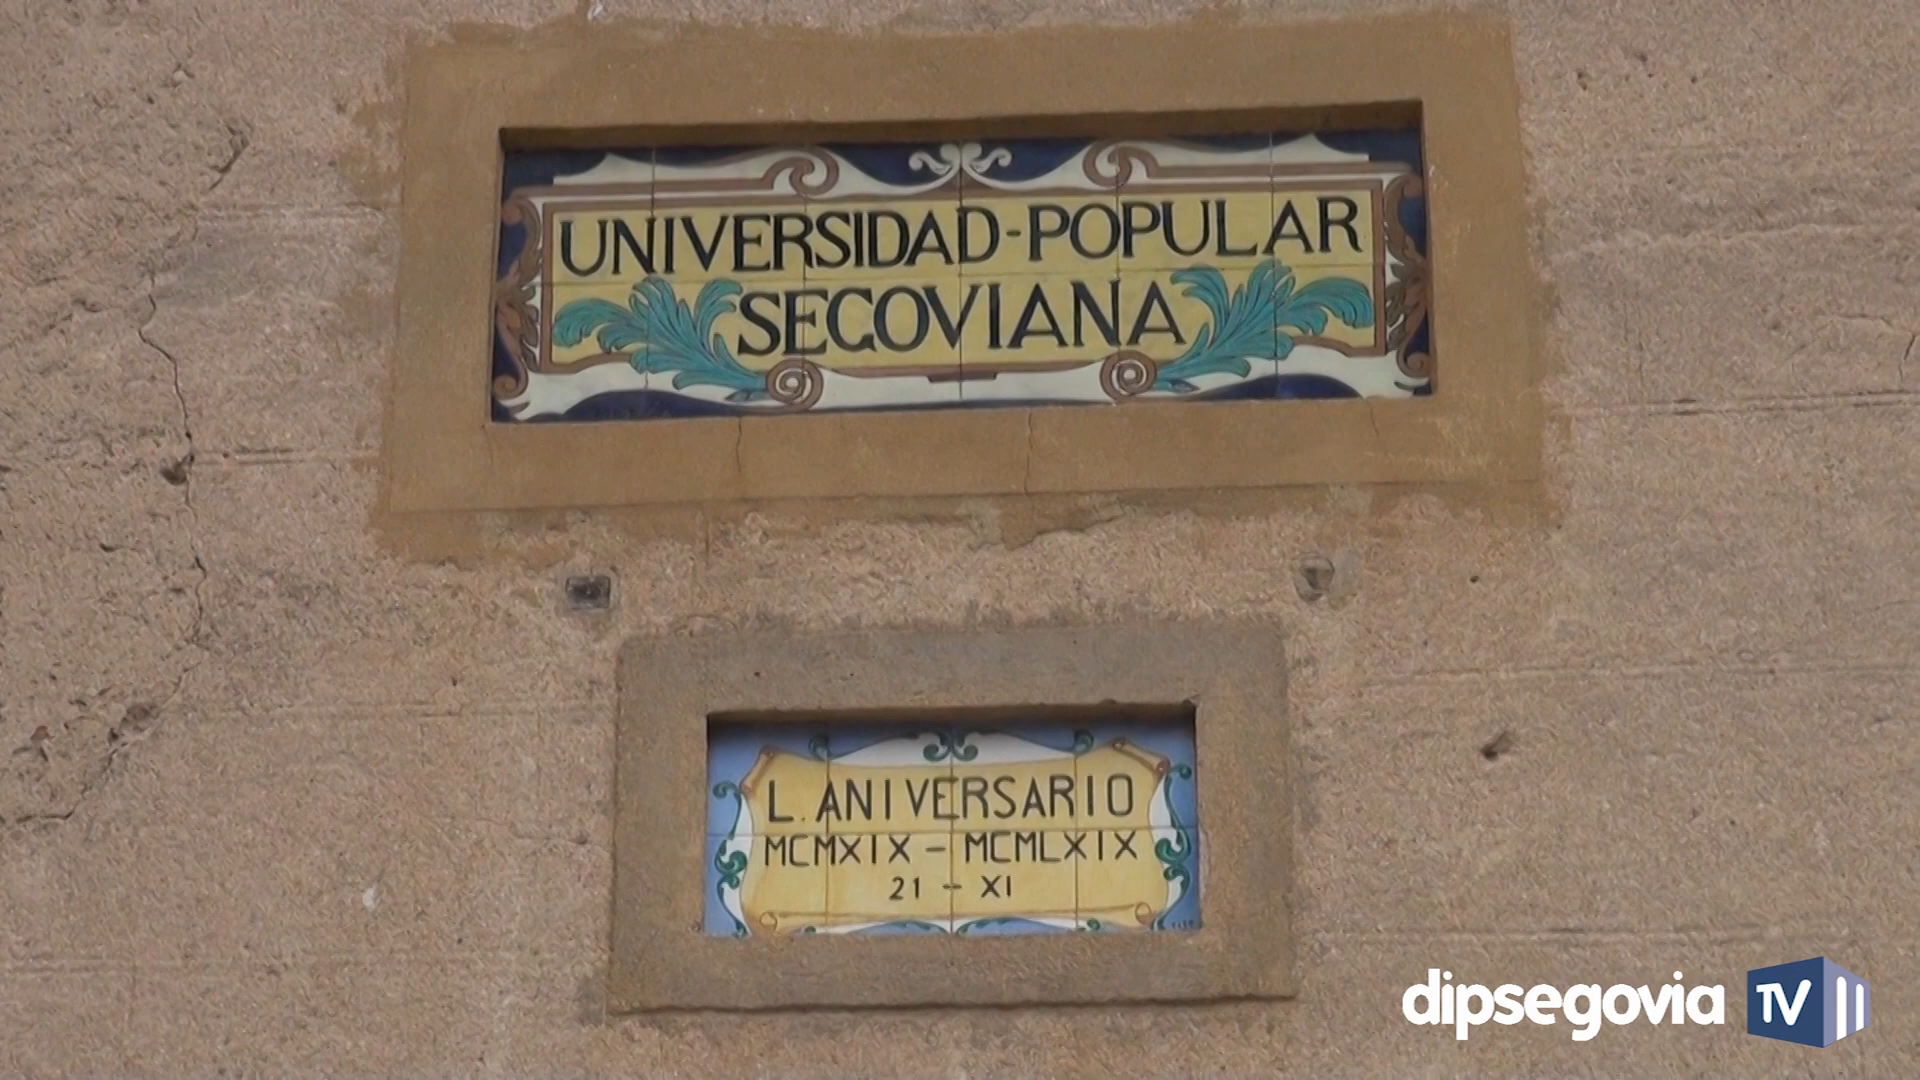 UNIVERSIDAD-POPULAR
SEGOVIANA
L. ANIVERSARIO
MCMXIX - MCMLXIX
21 - XI
dipsegovia TV